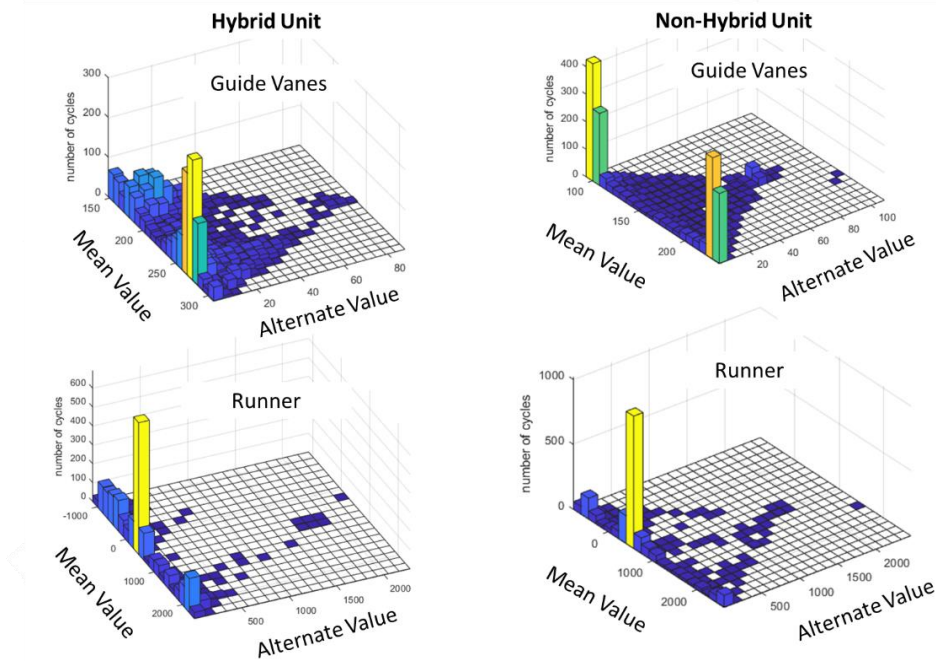 Hybrid Unit
Non-Hybrid Unit
Guide Vanes
number of cycles
300
200
100
0
150
200
250
300
Mean Value
20
40
60
80
Alternate Value
Guide Vanes
number of cycles
400
300
200
100
0
100
150
200
Mean Value
20
40
60
80
100
Alternate Value
Runner
number of cycles
600
500
400
300
200
100
0
-1000
0
1000
2000
Mean Value
500
1000
1500
2000
Alternate Value
Runner
number of cycles
1000
500
0
0
1000
2000
Mean Value
500
1000
1500
2000
Alternate Value